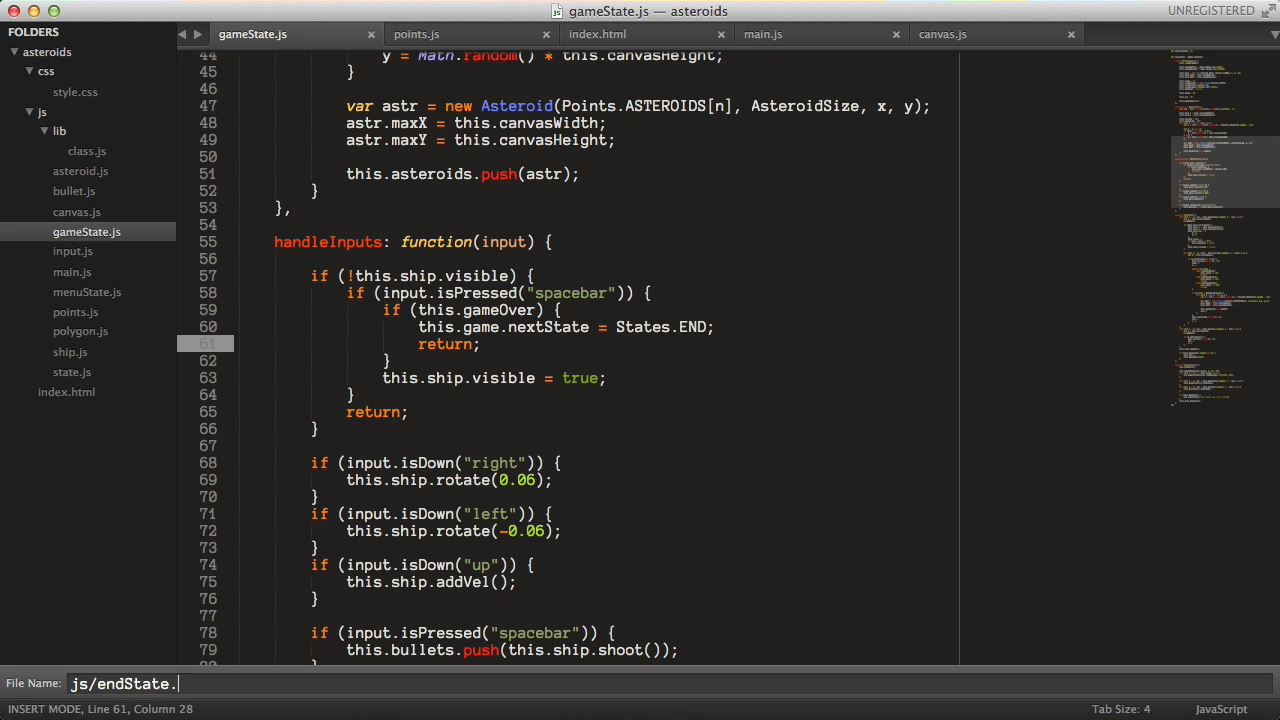 gameState.js — asteroids
UNREGISTERED
FOLDERS
asteroids
css
style.css
js
lib
class.js
asteroid.js
bullet.js
canvas.js
gameState.js
input.js
main.js
menuState.js
points.js
polygon.js
ship.js
state.js
index.html
gameState.js
points.js
index.html
main.js
canvas.js
44 y = Math.random() * this.canvasHeight;
45 }
46
47 var astr = new Asteroid(Points.ASTEROIDS[n], AsteroidSize, x, y);
48 astr.maxX = this.canvasWidth;
49 astr.maxY = this.canvasHeight;
50
51 this.asteroids.push(astr);
52 }
53 },
54
55 handleInputs: function(input) {
56
57 if (!this.ship.visible) {
58 if (input.isPressed("spacebar")) {
59 if (this.gameOver) {
60 this.game.nextState = States.END;
61 return;
62 }
63 this.ship.visible = true;
64 }
65 return;
66 }
67
68 if (input.isDown("right")) {
69 this.ship.rotate(0.06);
70 }
71 if (input.isDown("left")) {
72 this.ship.rotate(-0.06);
73 }
74 if (input.isDown("up")) {
75 this.ship.addVel();
76 }
77
78 if (input.isPressed("spacebar")) {
79 this.bullets.push(this.ship.shoot());
File Name: js/endState.
INSERT MODE, Line 61, Column 28
Tab Size: 4
JavaScript